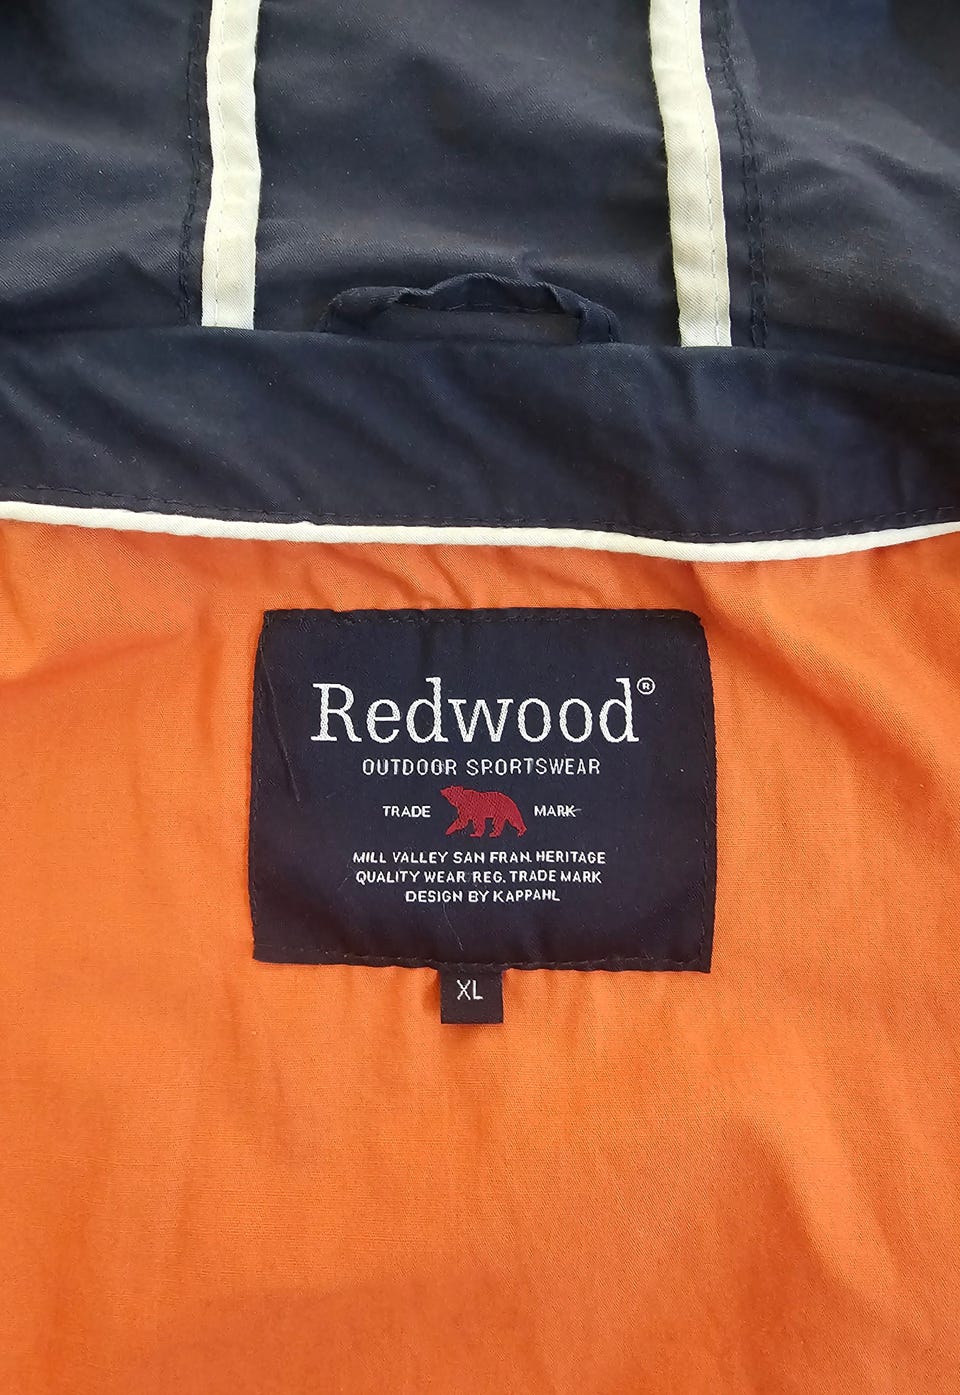 Redwood®
OUTDOOR SPORTSWEAR
TRADE MARK
MILL VALLEY SAN FRAN. HERITAGE
QUALITY WEAR REG. TRADE MARK
DESIGN BY KAPPAHL
XL